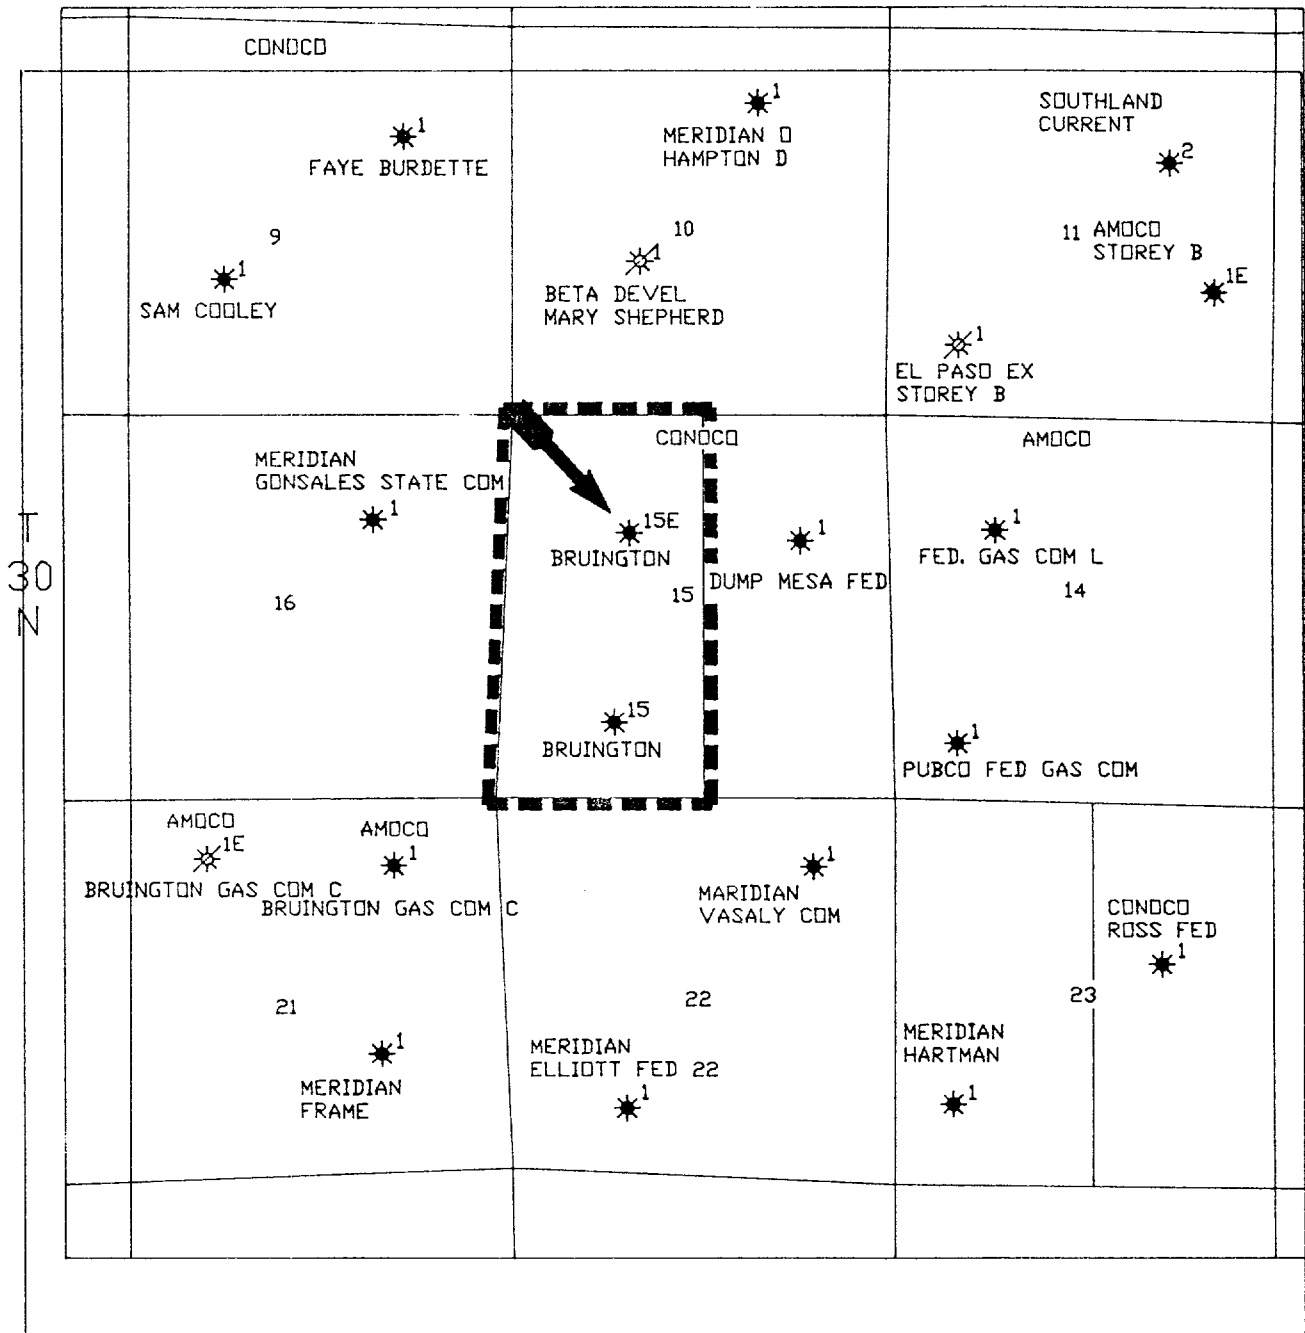 CONOCO
1
FAYE BURDETTE
9
1
SAM COOLEY
1
MERIDIAN O
HAMPTON D
10
1
BETA DEVEL
MARY SHEPHERD
SOUTHLAND
CURRENT
2
11
AMOCO
STOREY B
1E
1
EL PASO EX
STOREY B
T
30
N
MERIDIAN
GONSALES STATE COM
1
16
CONOCO
15E
BRUINGTON
15
1
DUMP MESA FED
15
BRUINGTON
AMOCO
1
FED. GAS COM L
14
1
PUBCO FED GAS COM
AMOCO
1E
BRUINGTON GAS COM C
AMOCO
1
BRUINGTON GAS COM C
21
1
MERIDIAN
FRAME
1
MARIDIAN
VASALY COM
22
MERIDIAN
ELLIOTT FED 22
1
CONOCO
ROSS FED
1
23
MERIDIAN
HARTMAN
1